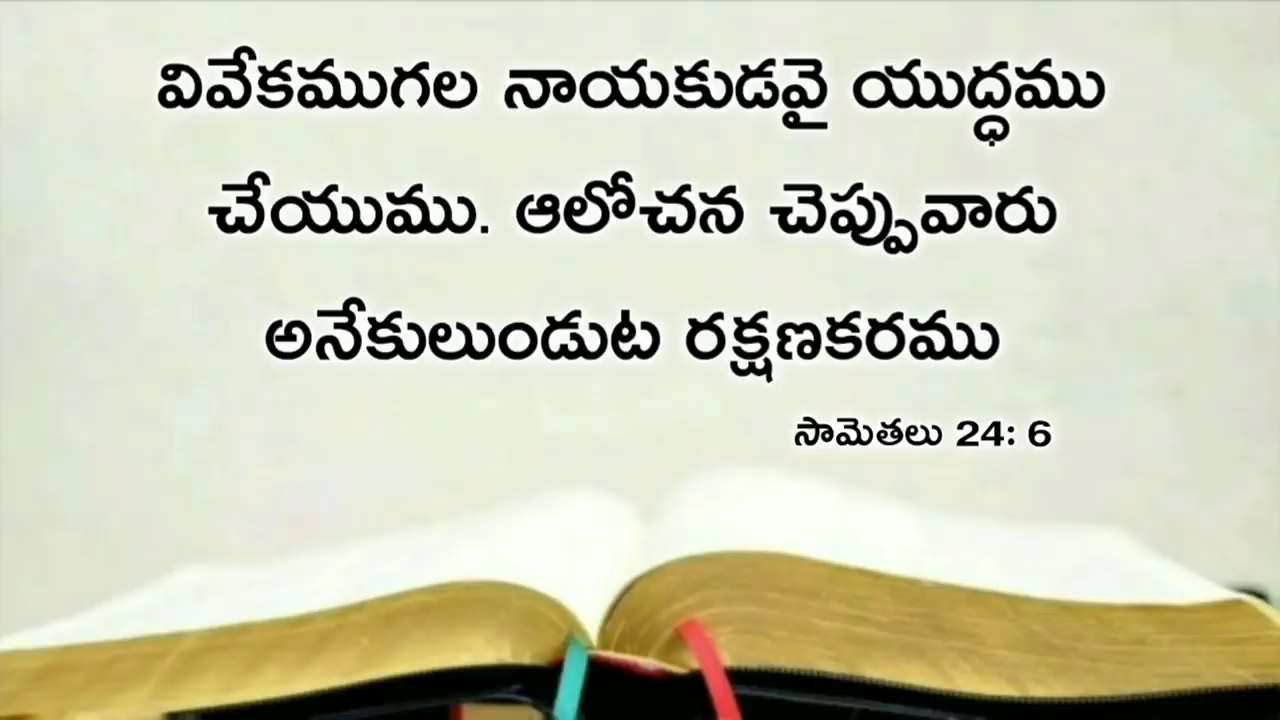 వివేకముగల నాయకుడవై యుద్ధము
చేయుము. ఆలోచన చెప్పువారు
అనేకులుండుట రక్షణకరము
సామెతలు 24: 6